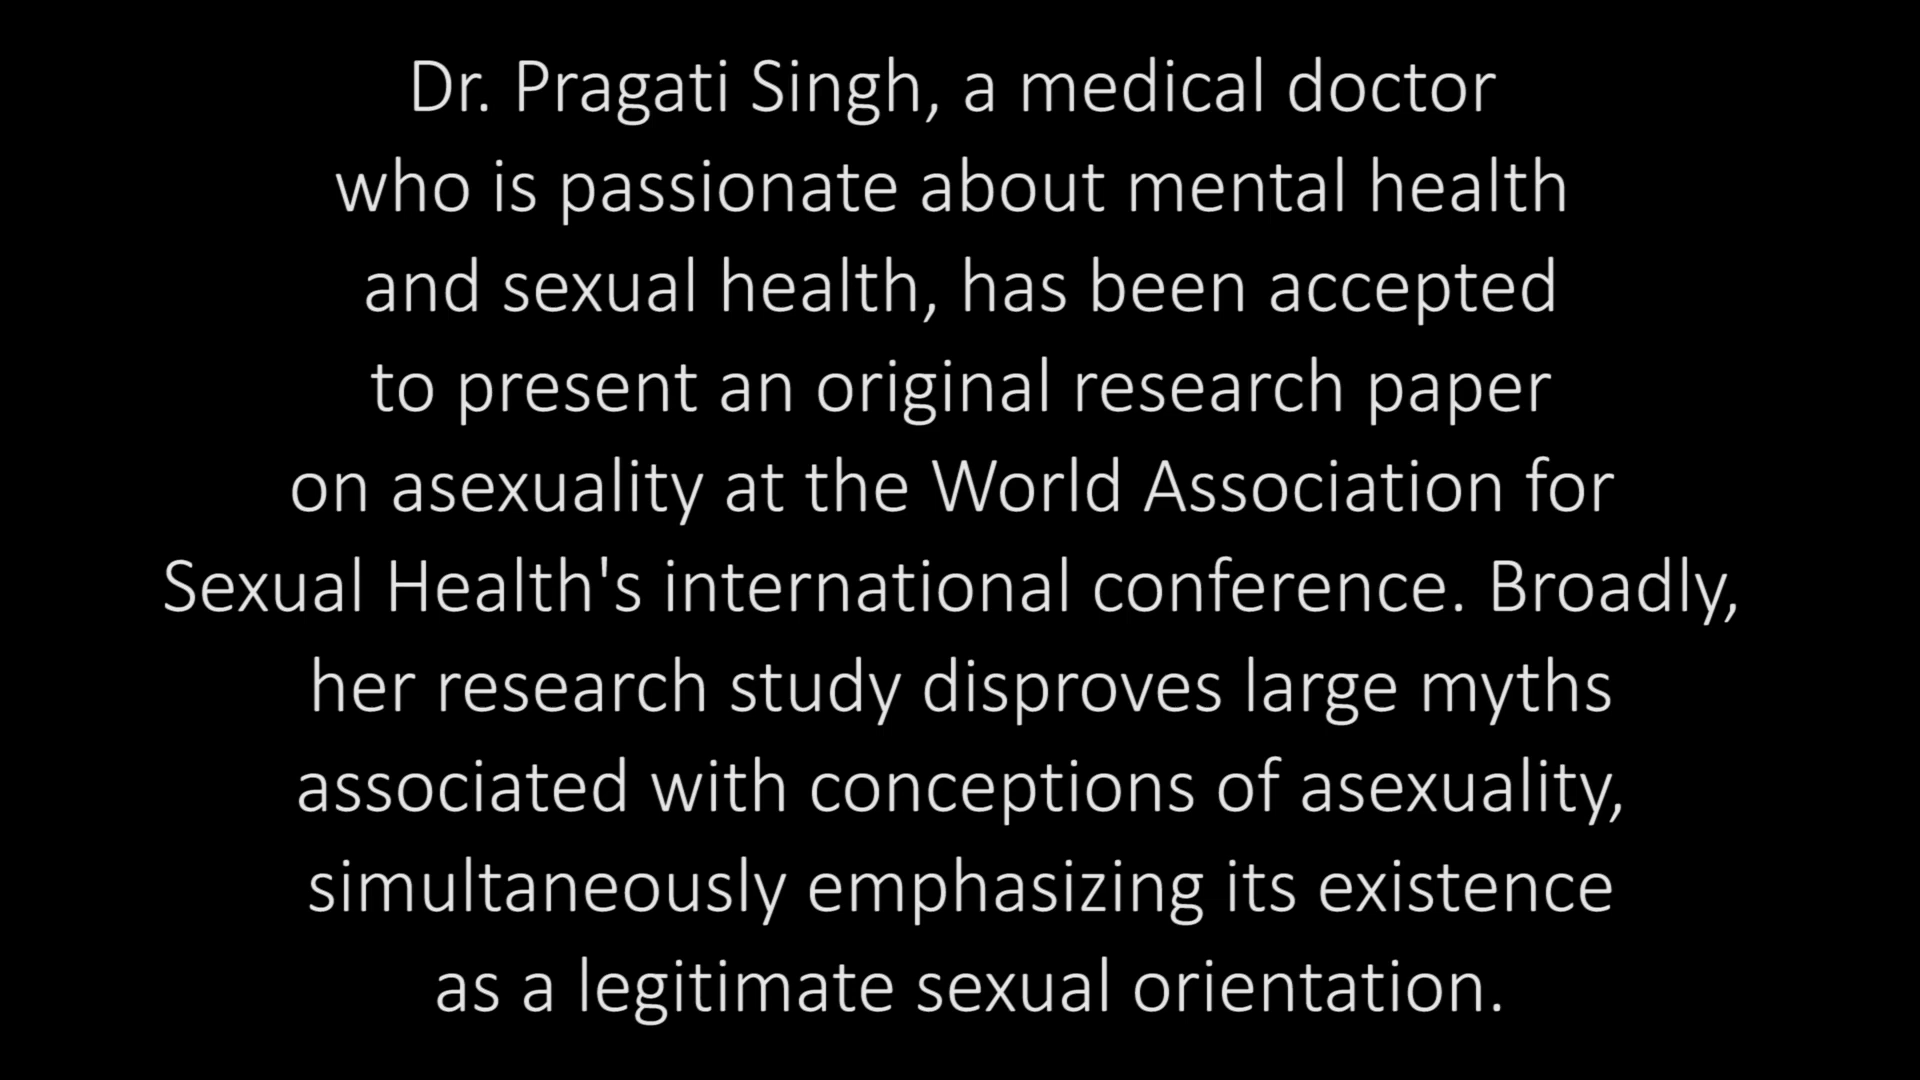 Dr. Pragati Singh, a medical doctor
who is passionate about mental health
and sexual health, has been accepted
to present an original research paper
on asexuality at the World Association for
Sexual Health's international conference. Broadly,
her research study disproves large myths
associated with conceptions of asexuality,
simultaneously emphasizing its existence
as a legitimate sexual orientation.